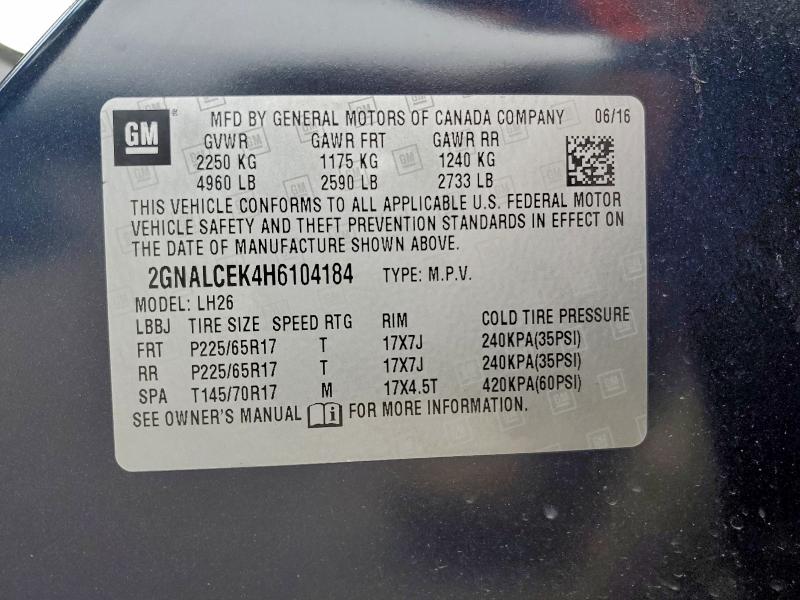 GM ® MFD BY GENERAL MOTORS OF CANADA COMPANY 06/16
GVWR GAWR FRT GAWR RR
2250 KG 1175 KG 1240 KG
4960 LB 2590 LB 2733 LB
THIS VEHICLE CONFORMS TO ALL APPLICABLE U.S. FEDERAL MOTOR
VEHICLE SAFETY AND THEFT PREVENTION STANDARDS IN EFFECT ON
THE DATE OF MANUFACTURE SHOWN ABOVE.
2GNALCEK4H6104184 TYPE: M.P.V.
MODEL: LH26
LBBJ TIRE SIZE SPEED RTG RIM COLD TIRE PRESSURE
FRT P225/65R17 T 17X7J 240KPA(35PSI)
RR P225/65R17 T 17X7J 240KPA(35PSI)
SPA T145/70R17 M 17X4.5T 420KPA(60PSI)
SEE OWNER'S MANUAL FOR MORE INFORMATION.